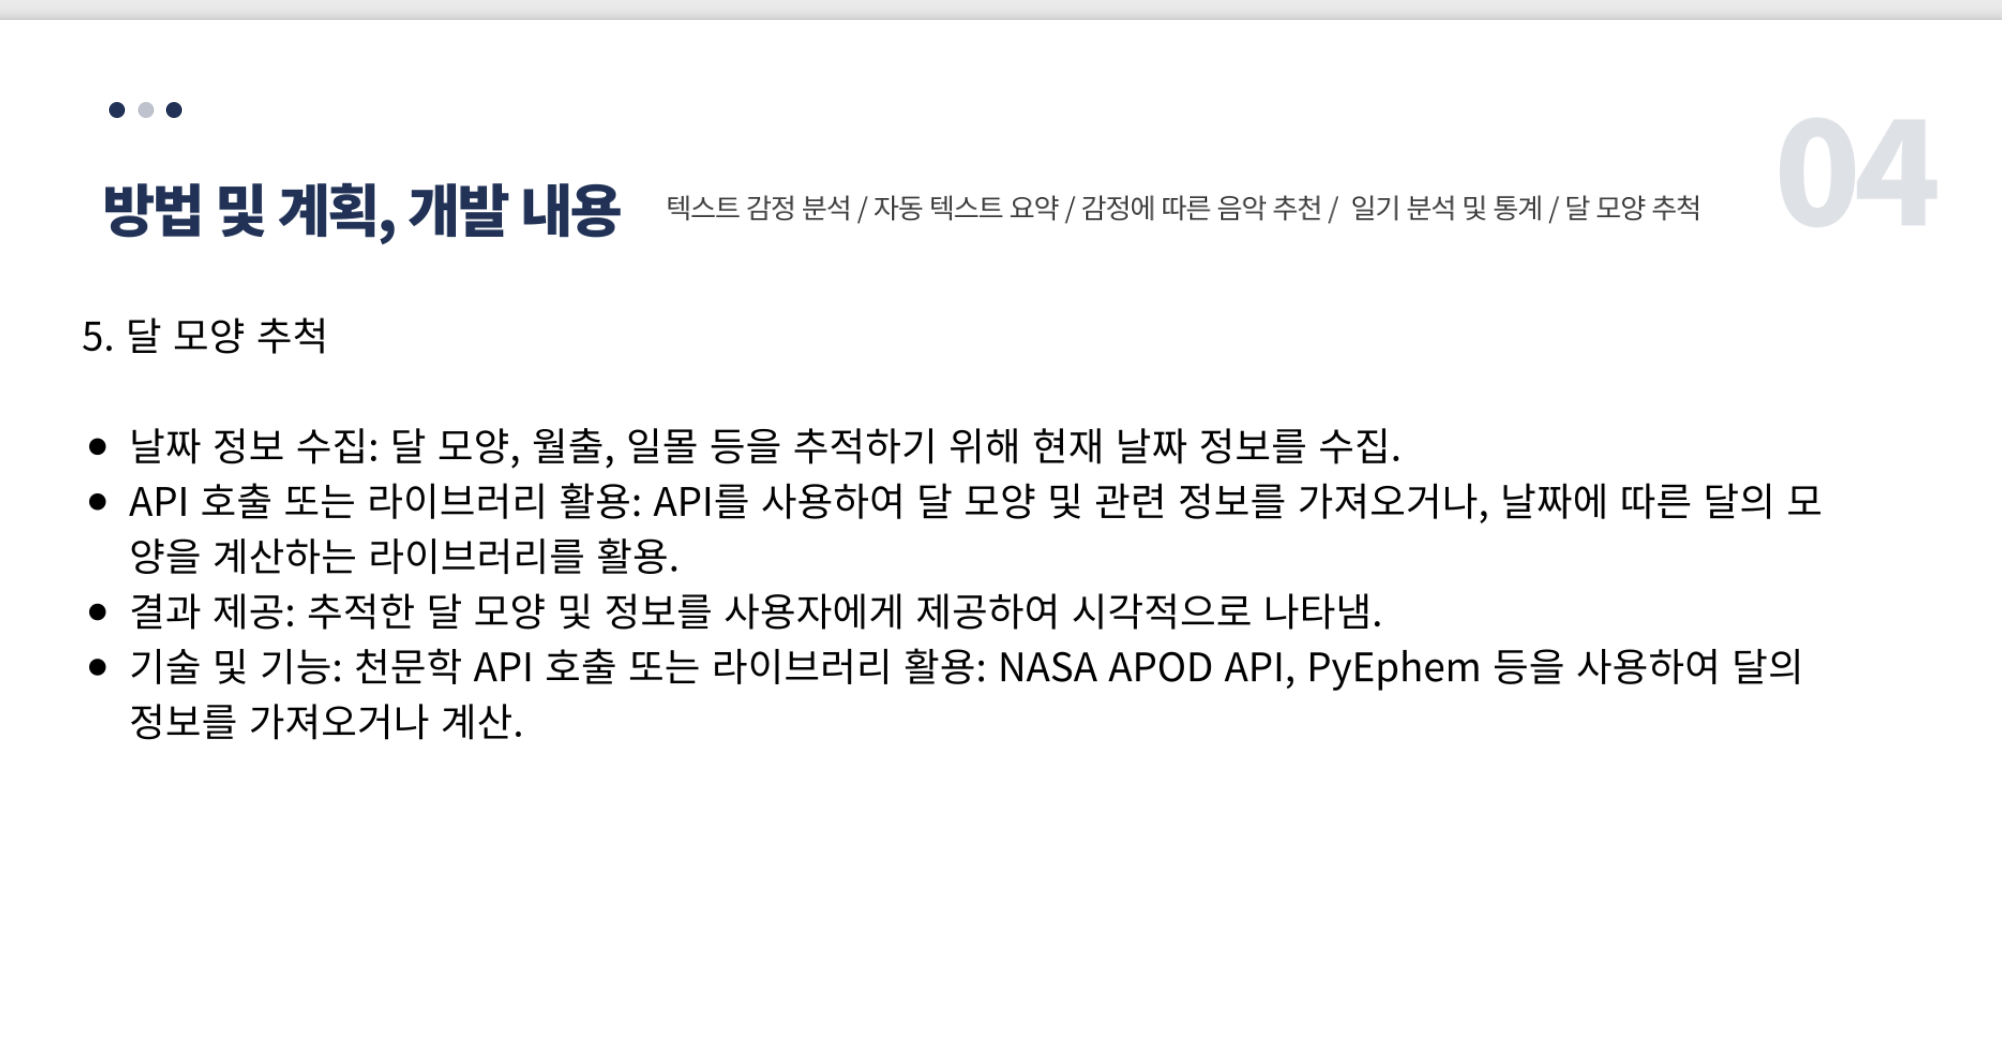 04
방법 및 계획, 개발 내용 텍스트 감정 분석 / 자동 텍스트 요약 / 감정에 따른 음악 추천 / 일기 분석 및 통계 / 달 모양 추척
5. 달 모양 추척
● 날짜 정보 수집: 달 모양, 월출, 일몰 등을 추적하기 위해 현재 날짜 정보를 수집.
● API 호출 또는 라이브러리 활용: API를 사용하여 달 모양 및 관련 정보를 가져오거나, 날짜에 따른 달의 모
양을 계산하는 라이브러리를 활용.
● 결과 제공: 추적한 달 모양 및 정보를 사용자에게 제공하여 시각적으로 나타냄.
● 기술 및 기능: 천문학 API 호출 또는 라이브러리 활용: NASA APOD API, PyEphem 등을 사용하여 달의
정보를 가져오거나 계산.